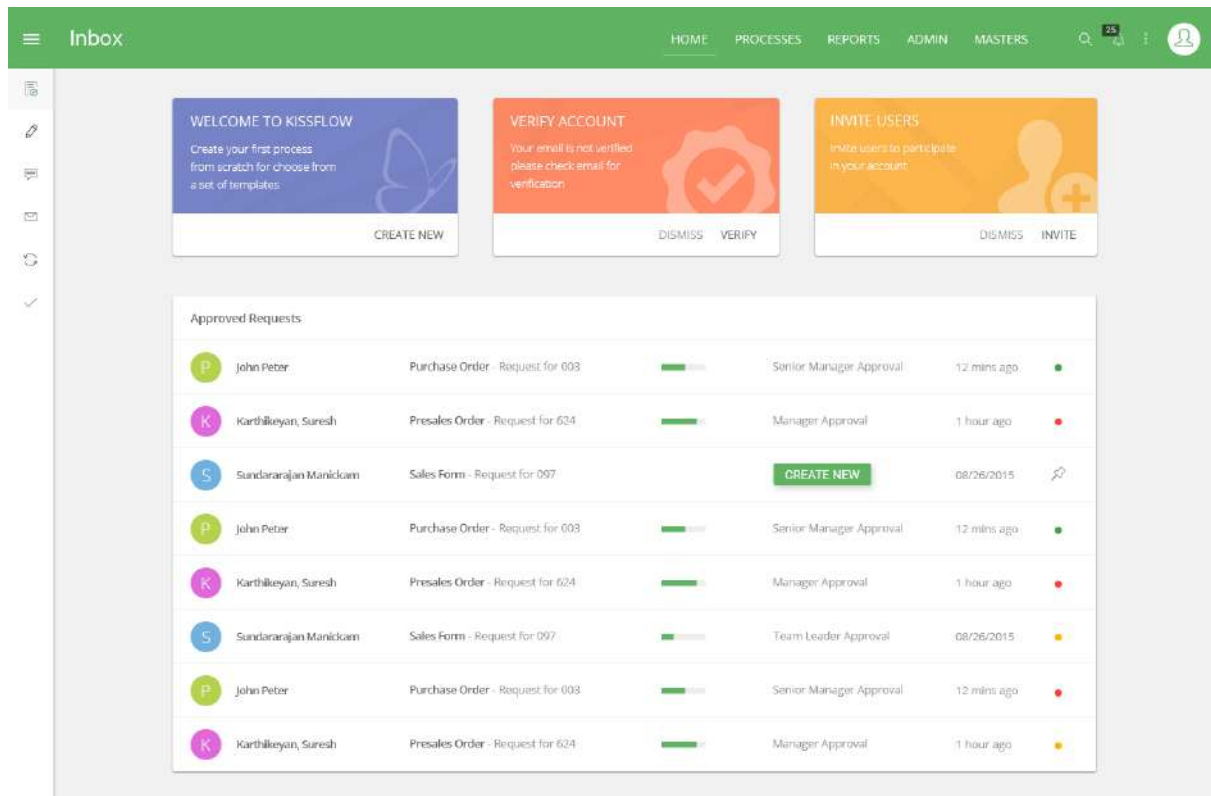 Inbox
HOME PROCESSES REPORTS ADMIN MASTERS 25
WELCOME TO KISSFLOW
Create your first process
from scratch for choose from
a set of templates
CREATE NEW
VERIFY ACCOUNT
Your email is not verified
please check email for
verification
DISMISS VERIFY
INVITE USERS
Invite users to participate
in your account
DISMISS INVITE
Approved Requests
P John Peter Purchase Order - Request for 003 Senior Manager Approval 12 mins ago
K Karthikeyan, Suresh Presales Order - Request for 624 Manager Approval 1 hour ago
S Sundararajan Manickam Sales Form - Request for 097 CREATE NEW 08/26/2015
P John Peter Purchase Order - Request for 003 Senior Manager Approval 12 mins ago
K Karthikeyan, Suresh Presales Order - Request for 624 Manager Approval 1 hour ago
S Sundararajan Manickam Sales Form - Request for 097 Team Leader Approval 08/26/2015
P John Peter Purchase Order - Request for 003 Senior Manager Approval 12 mins ago
K Karthikeyan, Suresh Presales Order - Request for 624 Manager Approval 1 hour ago